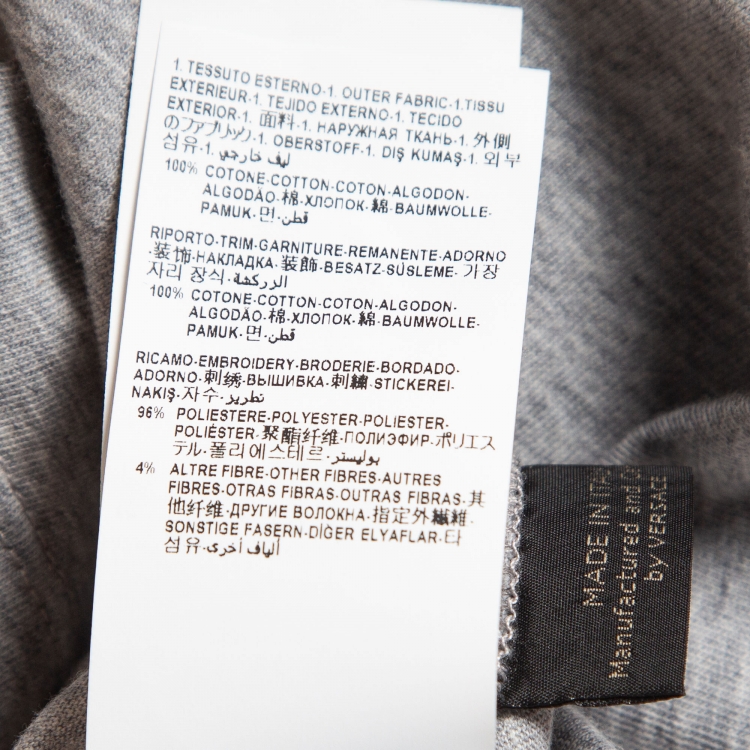 1. TESSUTO ESTERNO·1. OUTER FABRIC·1.TISSU
EXTERIEUR·1. TEJIDO EXTERNO·1. TECIDO
EXTERIOR·1. 面料·1. НАРУЖНАЯ ТКАНЬ·1. 外側
のファブリック·1. OBERSTOFF·1. DIŞ KUMAŞ·1. 외부
섬유·1. ليف خارجي
100% COTONE·COTTON·COTON·ALGODON·
ALGODÃO·棉·ХЛОПОК·綿·BAUMWOLLE·
PAMUK·면·قطن
RIPORTO·TRIM·GARNITURE·REMANENTE·ADORNO
·装饰·НАКЛАДКА·装飾·BESATZ·SÜSLEME·가장
자리 장식·الزركشة
100% COTONE·COTTON·COTON·ALGODON·
ALGODÃO·棉·ХЛОПОК·綿·BAUMWOLLE·
PAMUK·면·قطن
RICAMO·EMBROIDERY·BRODERIE·BORDADO·
ADORNO·刺绣·ВЫШИВКА·刺繍·STICKEREI·
NAKIŞ·자수·تطريز
96% POLIESTERE·POLYESTER·POLIESTER·
POLIÉSTER·聚酯纤维·ПОЛИЭФИР·ポリエス
テル·폴리에스테르·بوليستر
4% ALTRE FIBRE·OTHER FIBRES·AUTRES
FIBRES·OTRAS FIBRAS·OUTRAS FIBRAS·其
他纤维·ДРУГИЕ ВОЛОКНА·指定外繊維·
SONSTIGE FASERN·DİGER ELYAFLAR·타
섬유·ألياف أخرى
MADE IN
Manufactured and
by VERSACE